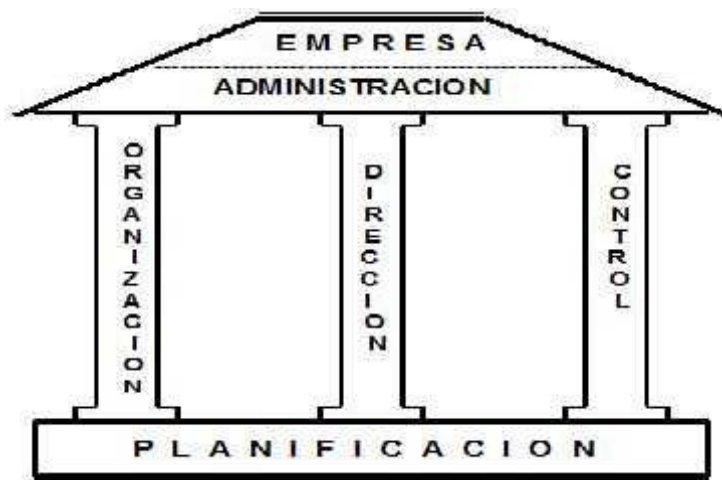 EMPRESA
ADMINISTRACION
ORGANIZACION
DIRECCION
CONTROL
PLANIFICACION